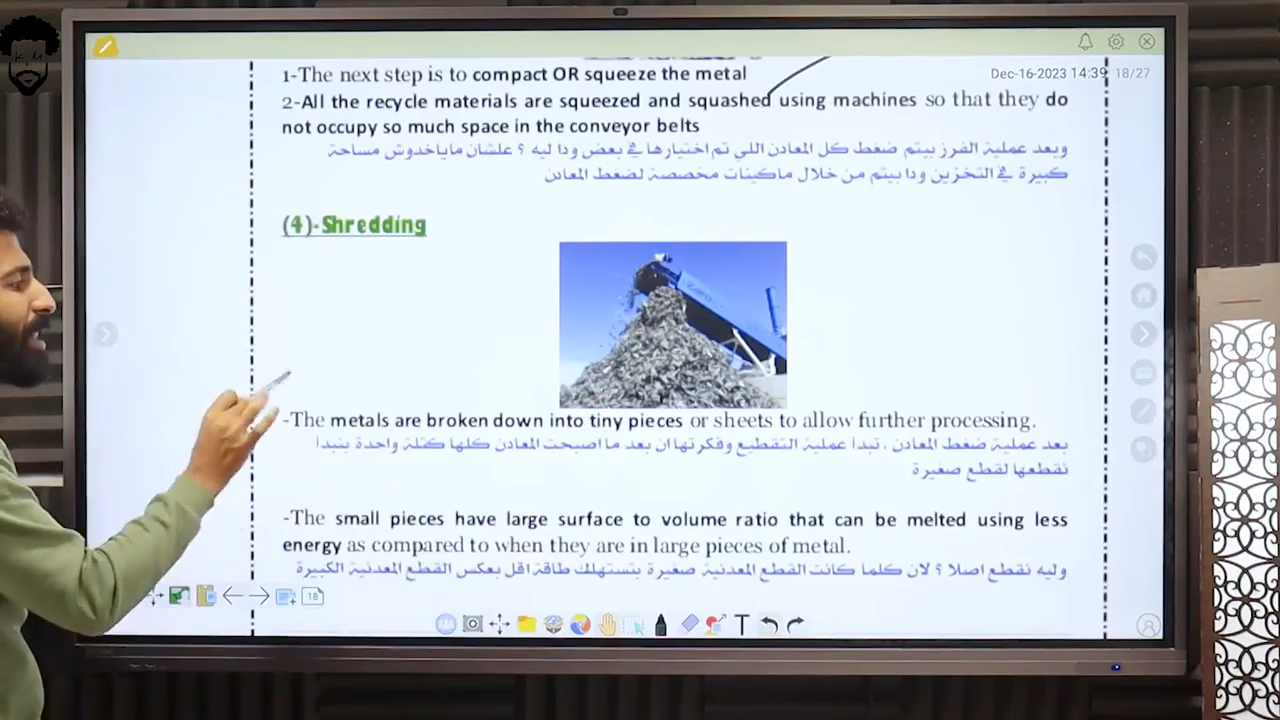 Dec-16-2023 14:39 18/27
1-The next step is to compact OR squeeze the metal
2-All the recycle materials are squeezed and squashed using machines so that they do
not occupy so much space in the conveyor belts
وبعد عملية الفرز بيتم ضغط كل المعادن اللي تم اختيارها في بعض ودا ليه ؟ علشان ماياخدوش مساحة
كبيرة في التخزين ودا بيتم من خلال ماكينات مخصصة لضغط المعادن
(4)-Shredding
-The metals are broken down into tiny pieces or sheets to allow further processing.
بعد عملية ضغط المعادن ، تبدأ عملية التقطيع وفكرتها ان بعد ما اصبحت المعادن كلها كتلة واحدة بنبدأ
نقطعها لقطع صغيرة
-The small pieces have large surface to volume ratio that can be melted using less
energy as compared to when they are in large pieces of metal.
وليه نقطع اصلا ؟ لان كلما كانت القطع المعدنية صغيرة بتستهلك طاقة اقل بعكس القطع المعدنية الكبيرة
18